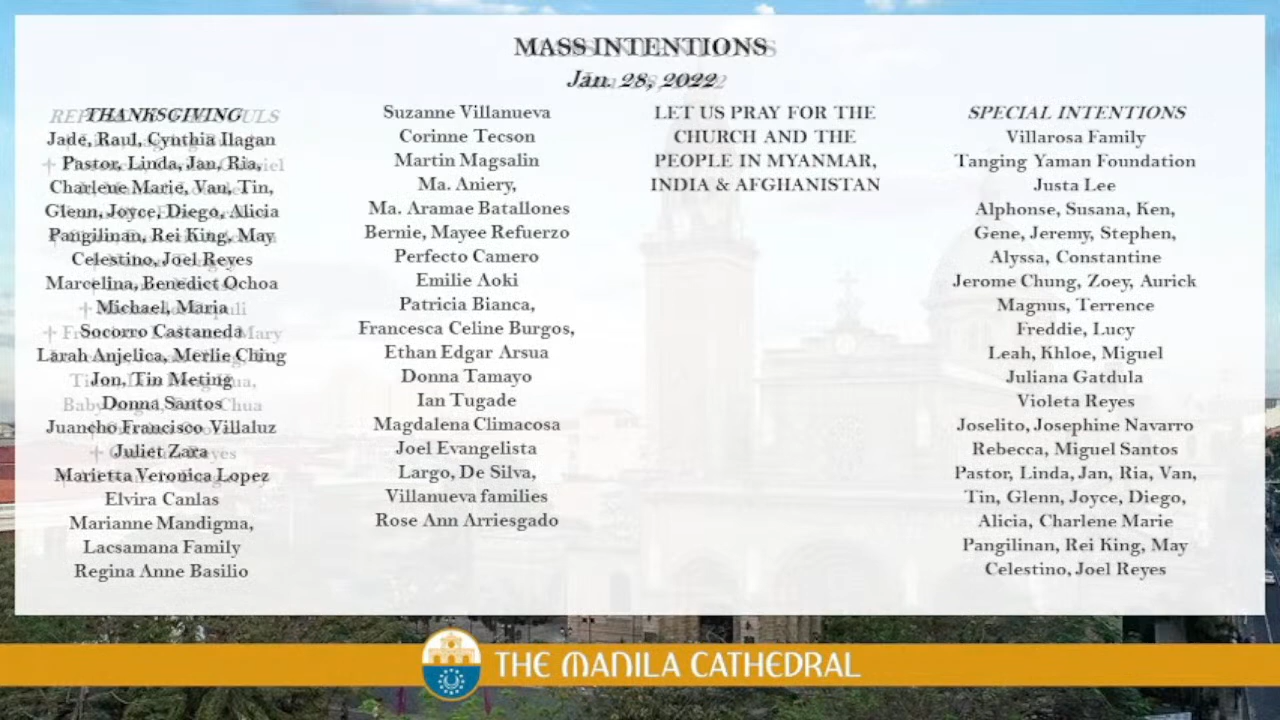 MASS INTENTIONS
Jan. 28, 2022
THANKSGIVING
Jade, Raul, Cynthia Ilagan
Pastor, Linda, Jan, Ria,
Charlene Marie, Van, Tin,
Glenn, Joyce, Diego, Alicia
Pangilinan, Rei King, May
Celestino, Joel Reyes
Marcelina, Benedict Ochoa
Michael, Maria
Socorro Castaneda
Larah Anjelica, Merlie Ching
Jon, Tin Meting
Donna Santos
Juancho Francisco Villaluz
Juliet Zara
Marietta Veronica Lopez
Elvira Canlas
Marianne Mandigma,
Lacsamana Family
Regina Anne Basilio
Suzanne Villanueva
Corinne Tecson
Martin Magsalin
Ma. Aniery,
Ma. Aramae Batallones
Bernie, Mayee Refuerzo
Perfecto Camero
Emilie Aoki
Patricia Bianca,
Francesca Celine Burgos,
Ethan Edgar Arsua
Donna Tamayo
Ian Tugade
Magdalena Climacosa
Joel Evangelista
Largo, De Silva,
Villanueva families
Rose Ann Arriesgado
LET US PRAY FOR THE
CHURCH AND THE
PEOPLE IN MYANMAR,
INDIA & AFGHANISTAN
SPECIAL INTENTIONS
Villarosa Family
Tanging Yaman Foundation
Justa Lee
Alphonse, Susana, Ken,
Gene, Jeremy, Stephen,
Alyssa, Constantine
Jerome Chung, Zoey, Aurick
Magnus, Terrence
Freddie, Lucy
Leah, Khloe, Miguel
Juliana Gatdula
Violeta Reyes
Joselito, Josephine Navarro
Rebecca, Miguel Santos
Pastor, Linda, Jan, Ria, Van,
Tin, Glenn, Joyce, Diego,
Alicia, Charlene Marie
Pangilinan, Rei King, May
Celestino, Joel Reyes
THE MANILA CATHEDRAL